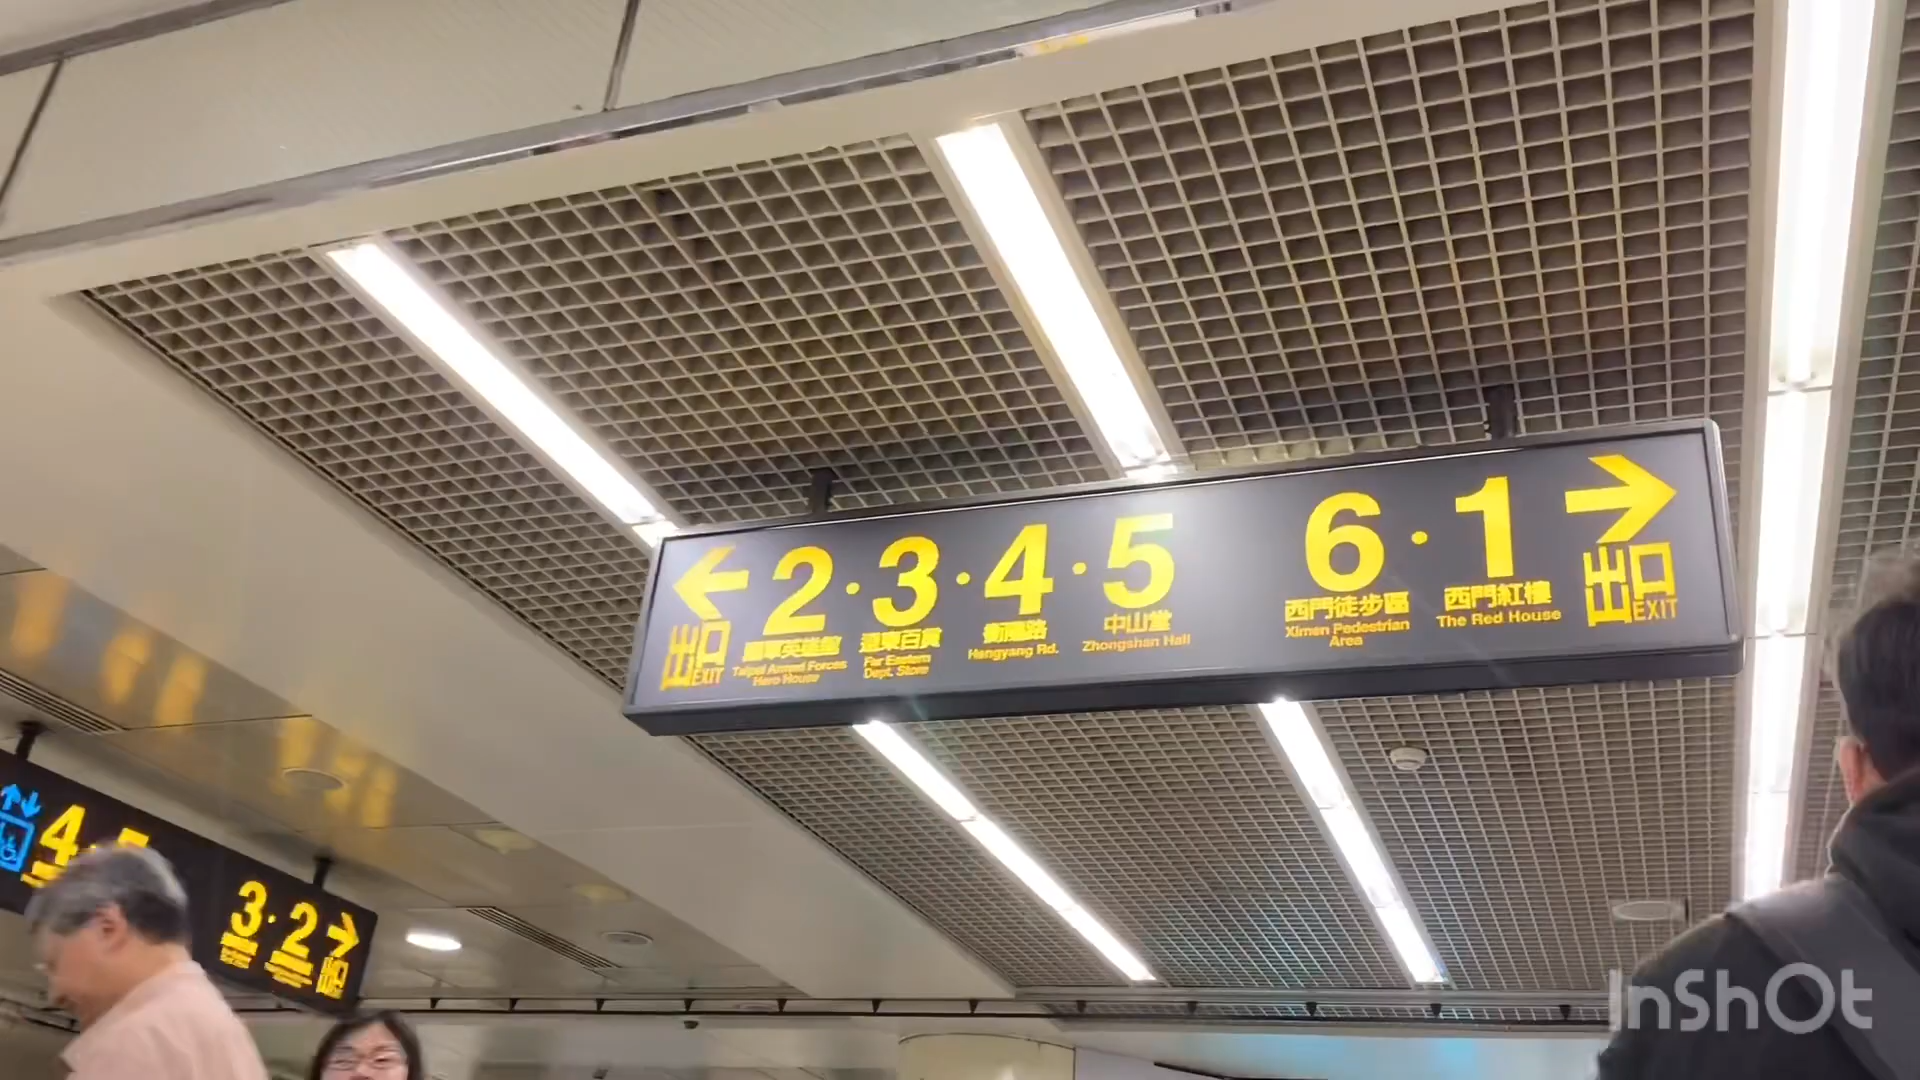 ← 2·3·4·5
出口
EXIT
國軍英雄館
Taipei Armed Forces
Hero House
遠東百貨
Far Eastern
Dept. Store
衡陽路
Hengyang Rd.
中山堂
Zhongshan Hall
6·1 →
西門徒步區
Ximen Pedestrian
Area
西門紅樓
The Red House
出口
EXIT
4·5
3·2 →
出口
InShOt